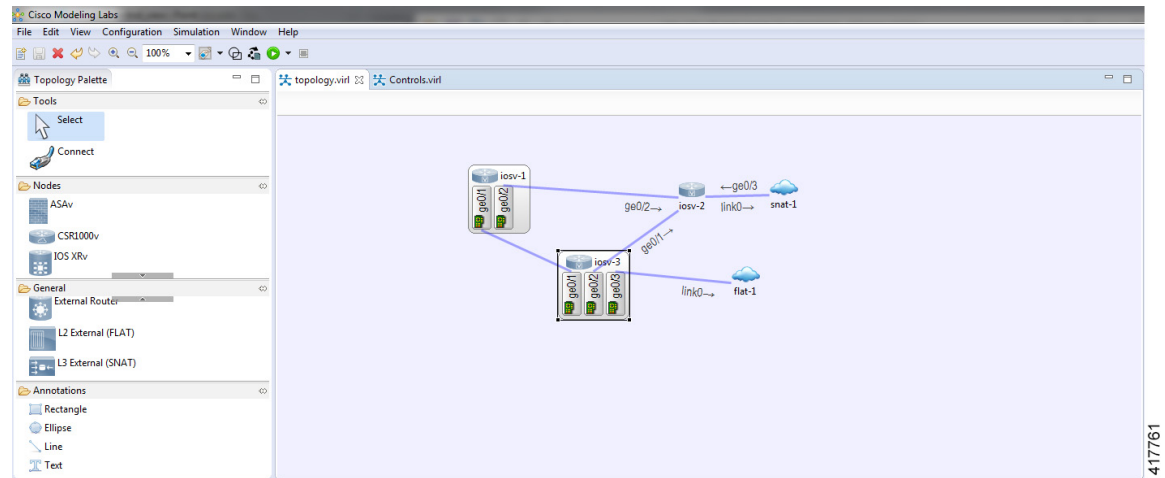 Cisco Modeling Labs
File Edit View Configuration Simulation Window Help
100%
Topology Palette
topology.virl Controls.virl
Tools
Select
Connect
Nodes
ASAv
CSR1000v
IOS XRv
General
External Router
L2 External (FLAT)
L3 External (SNAT)
Annotations
Rectangle
Ellipse
Line
Text
iosv-1
ge0/1 ge0/2
ge0/2→ iosv-2 link0→ snat-1
←ge0/3
ge0/1→
iosv-3
ge0/1 ge0/2 ge0/3
link0→ flat-1
417761